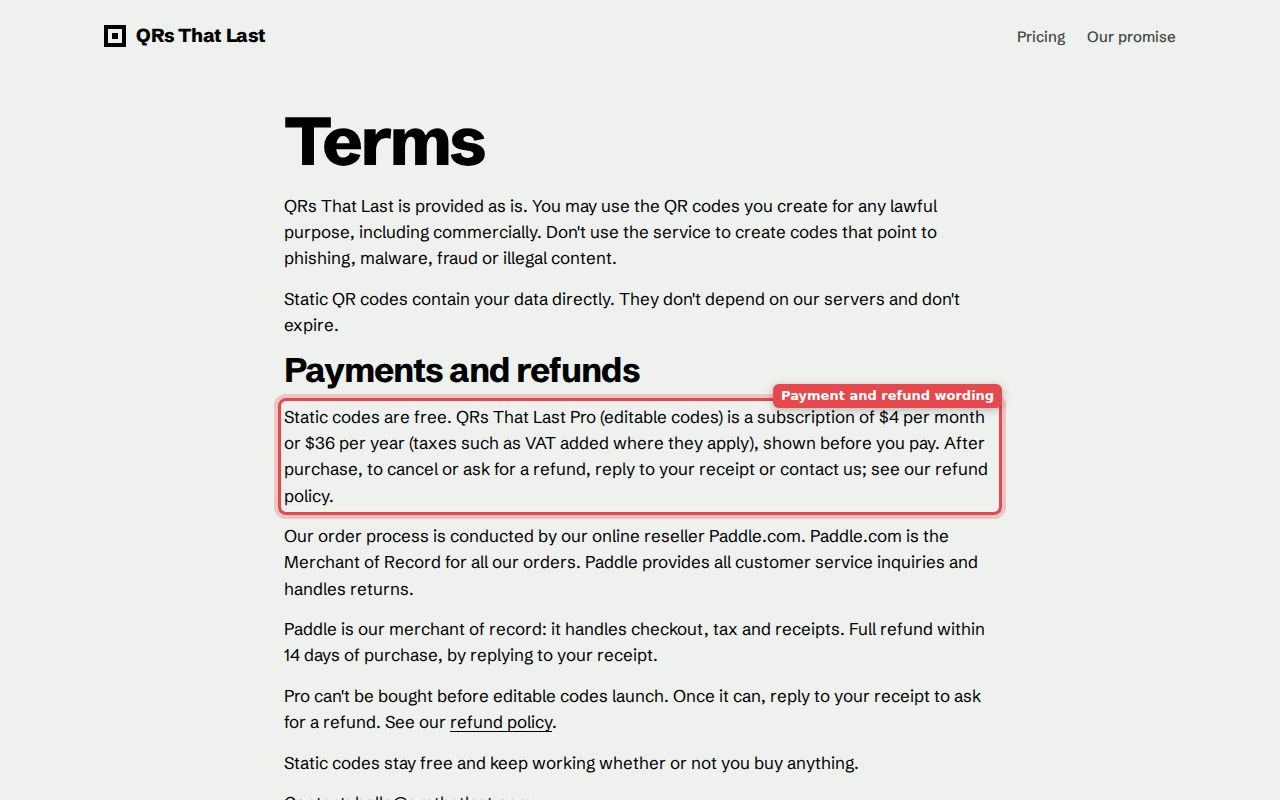 QRs That Last
Pricing
Our promise
Terms
QRs That Last is provided as is. You may use the QR codes you create for any lawful
purpose, including commercially. Don't use the service to create codes that point to
phishing, malware, fraud or illegal content.
Static QR codes contain your data directly. They don't depend on our servers and don't
expire.
Payments and refunds
Payment and refund wording
Static codes are free. QRs That Last Pro (editable codes) is a subscription of $4 per month
or $36 per year (taxes such as VAT added where they apply), shown before you pay. After
purchase, to cancel or ask for a refund, reply to your receipt or contact us; see our refund
policy.
Our order process is conducted by our online reseller Paddle.com. Paddle.com is the
Merchant of Record for all our orders. Paddle provides all customer service inquiries and
handles returns.
Paddle is our merchant of record: it handles checkout, tax and receipts. Full refund within
14 days of purchase, by replying to your receipt.
Pro can't be bought before editable codes launch. Once it can, reply to your receipt to ask
for a refund. See our refund policy.
Static codes stay free and keep working whether or not you buy anything.